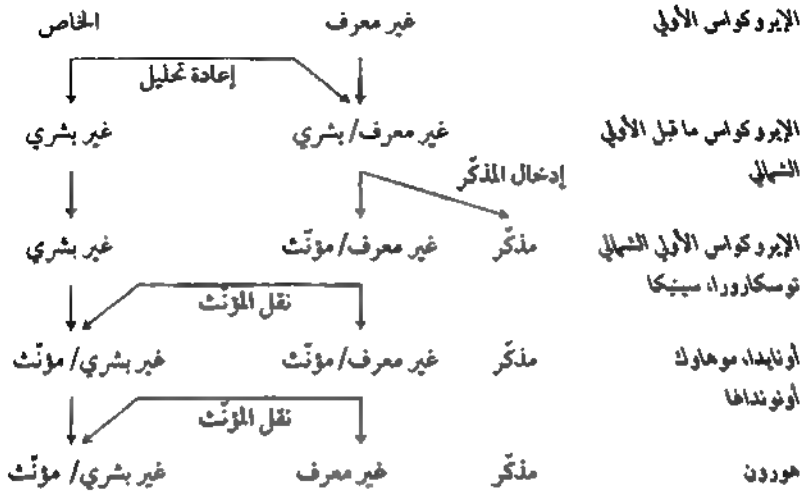 الإيروكواس الأولي غير معرف الخاص
إعادة تحليل
الإيروكواس ما قبل الأولي غير معرف/ بشري غير بشري
الشمالي
إدخال المذكّر
الإيروكواس الأولي الشمالي مذكّر غير معرف/ مؤنّث غير بشري
توسكارورا، سينيكا
نقل المؤنّث
أونايدا، موهاوك مذكّر غير معرف/ مؤنّث غير بشري/ مؤنّث
أونونداغا
نقل المؤنّث
هورون مذكّر غير معرف غير بشري/ مؤنّث